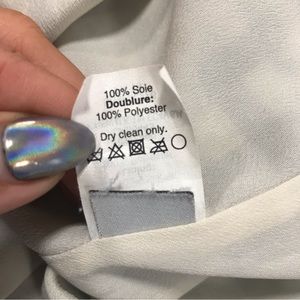 100% Soie
Doublure:
100% Polyester
Dry clean only.